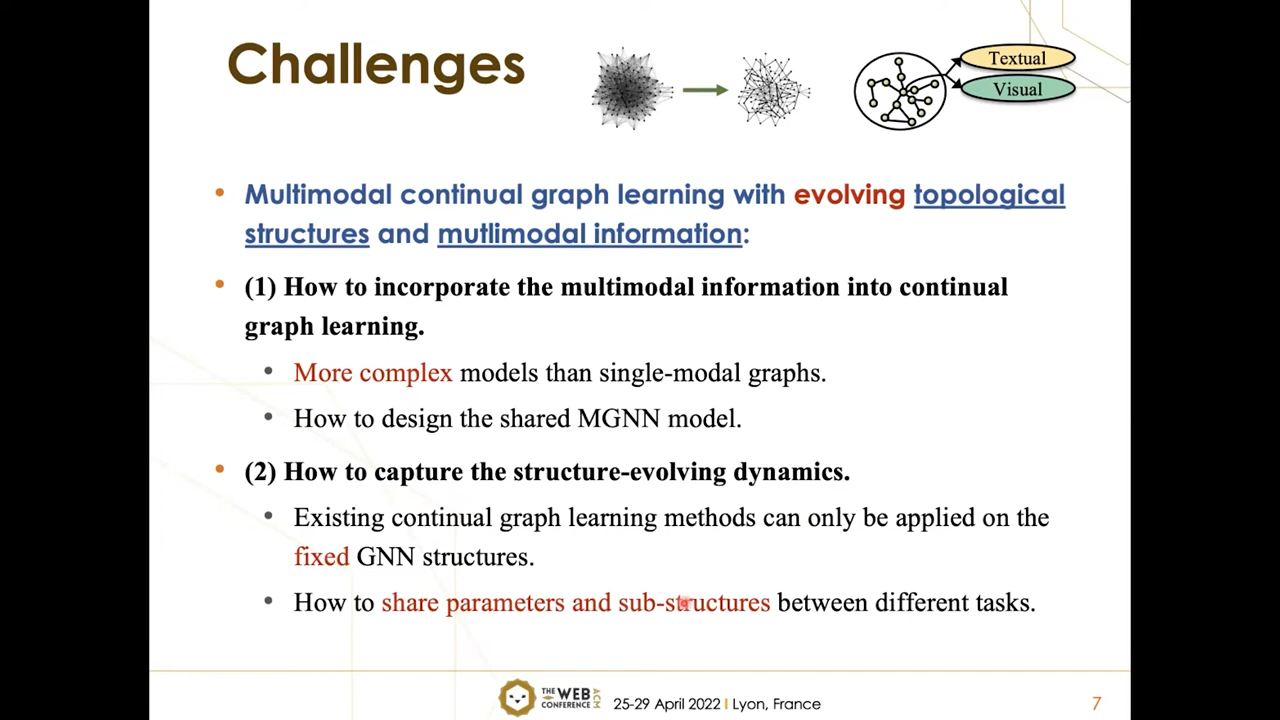 Challenges
Textual
Visual
Multimodal continual graph learning with evolving topological
structures and mutlimodal information:
(1) How to incorporate the multimodal information into continual
graph learning.
More complex models than single-modal graphs.
How to design the shared MGNN model.
(2) How to capture the structure-evolving dynamics.
Existing continual graph learning methods can only be applied on the
fixed GNN structures.
How to share parameters and sub-structures between different tasks.
THE WEB
CONFERENCE
ACM
25-29 April 2022 I Lyon, France
7